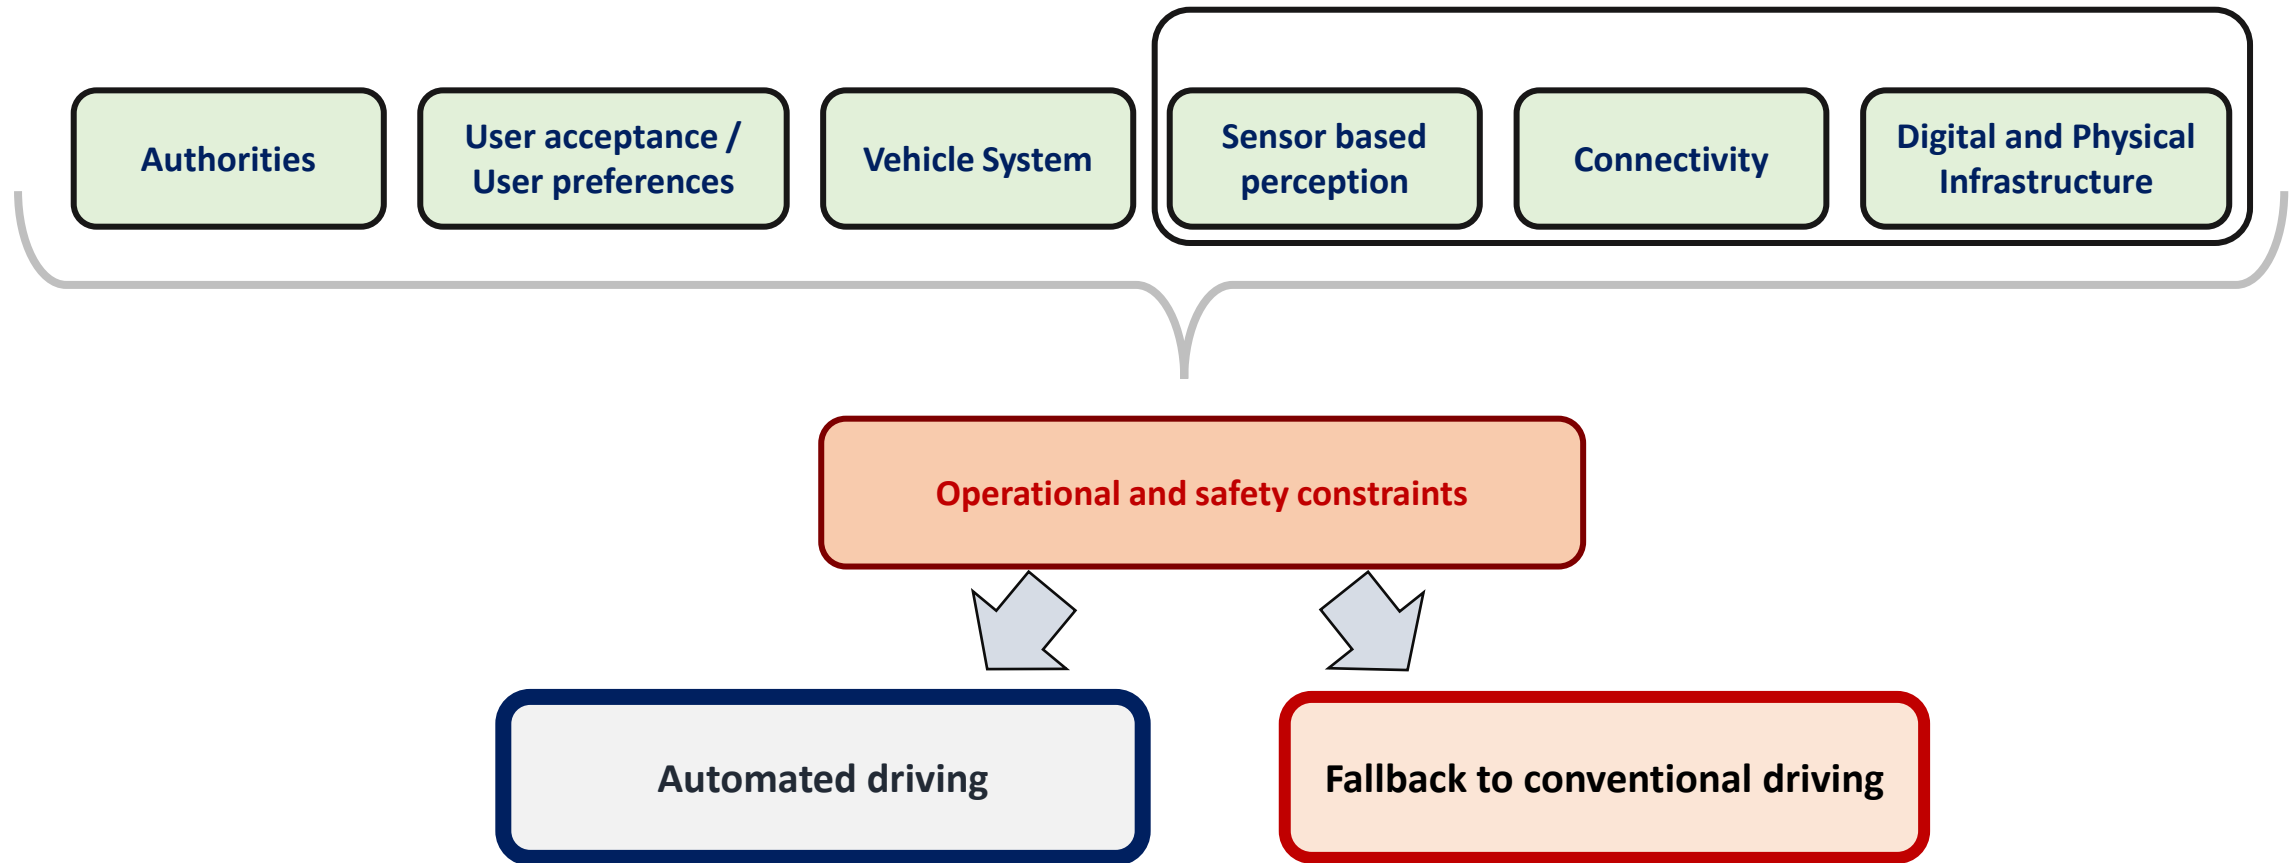 Authorities
User acceptance /
User preferences
Vehicle System
Sensor based
perception
Connectivity
Digital and Physical
Infrastructure
Operational and safety constraints
Automated driving
Fallback to conventional driving